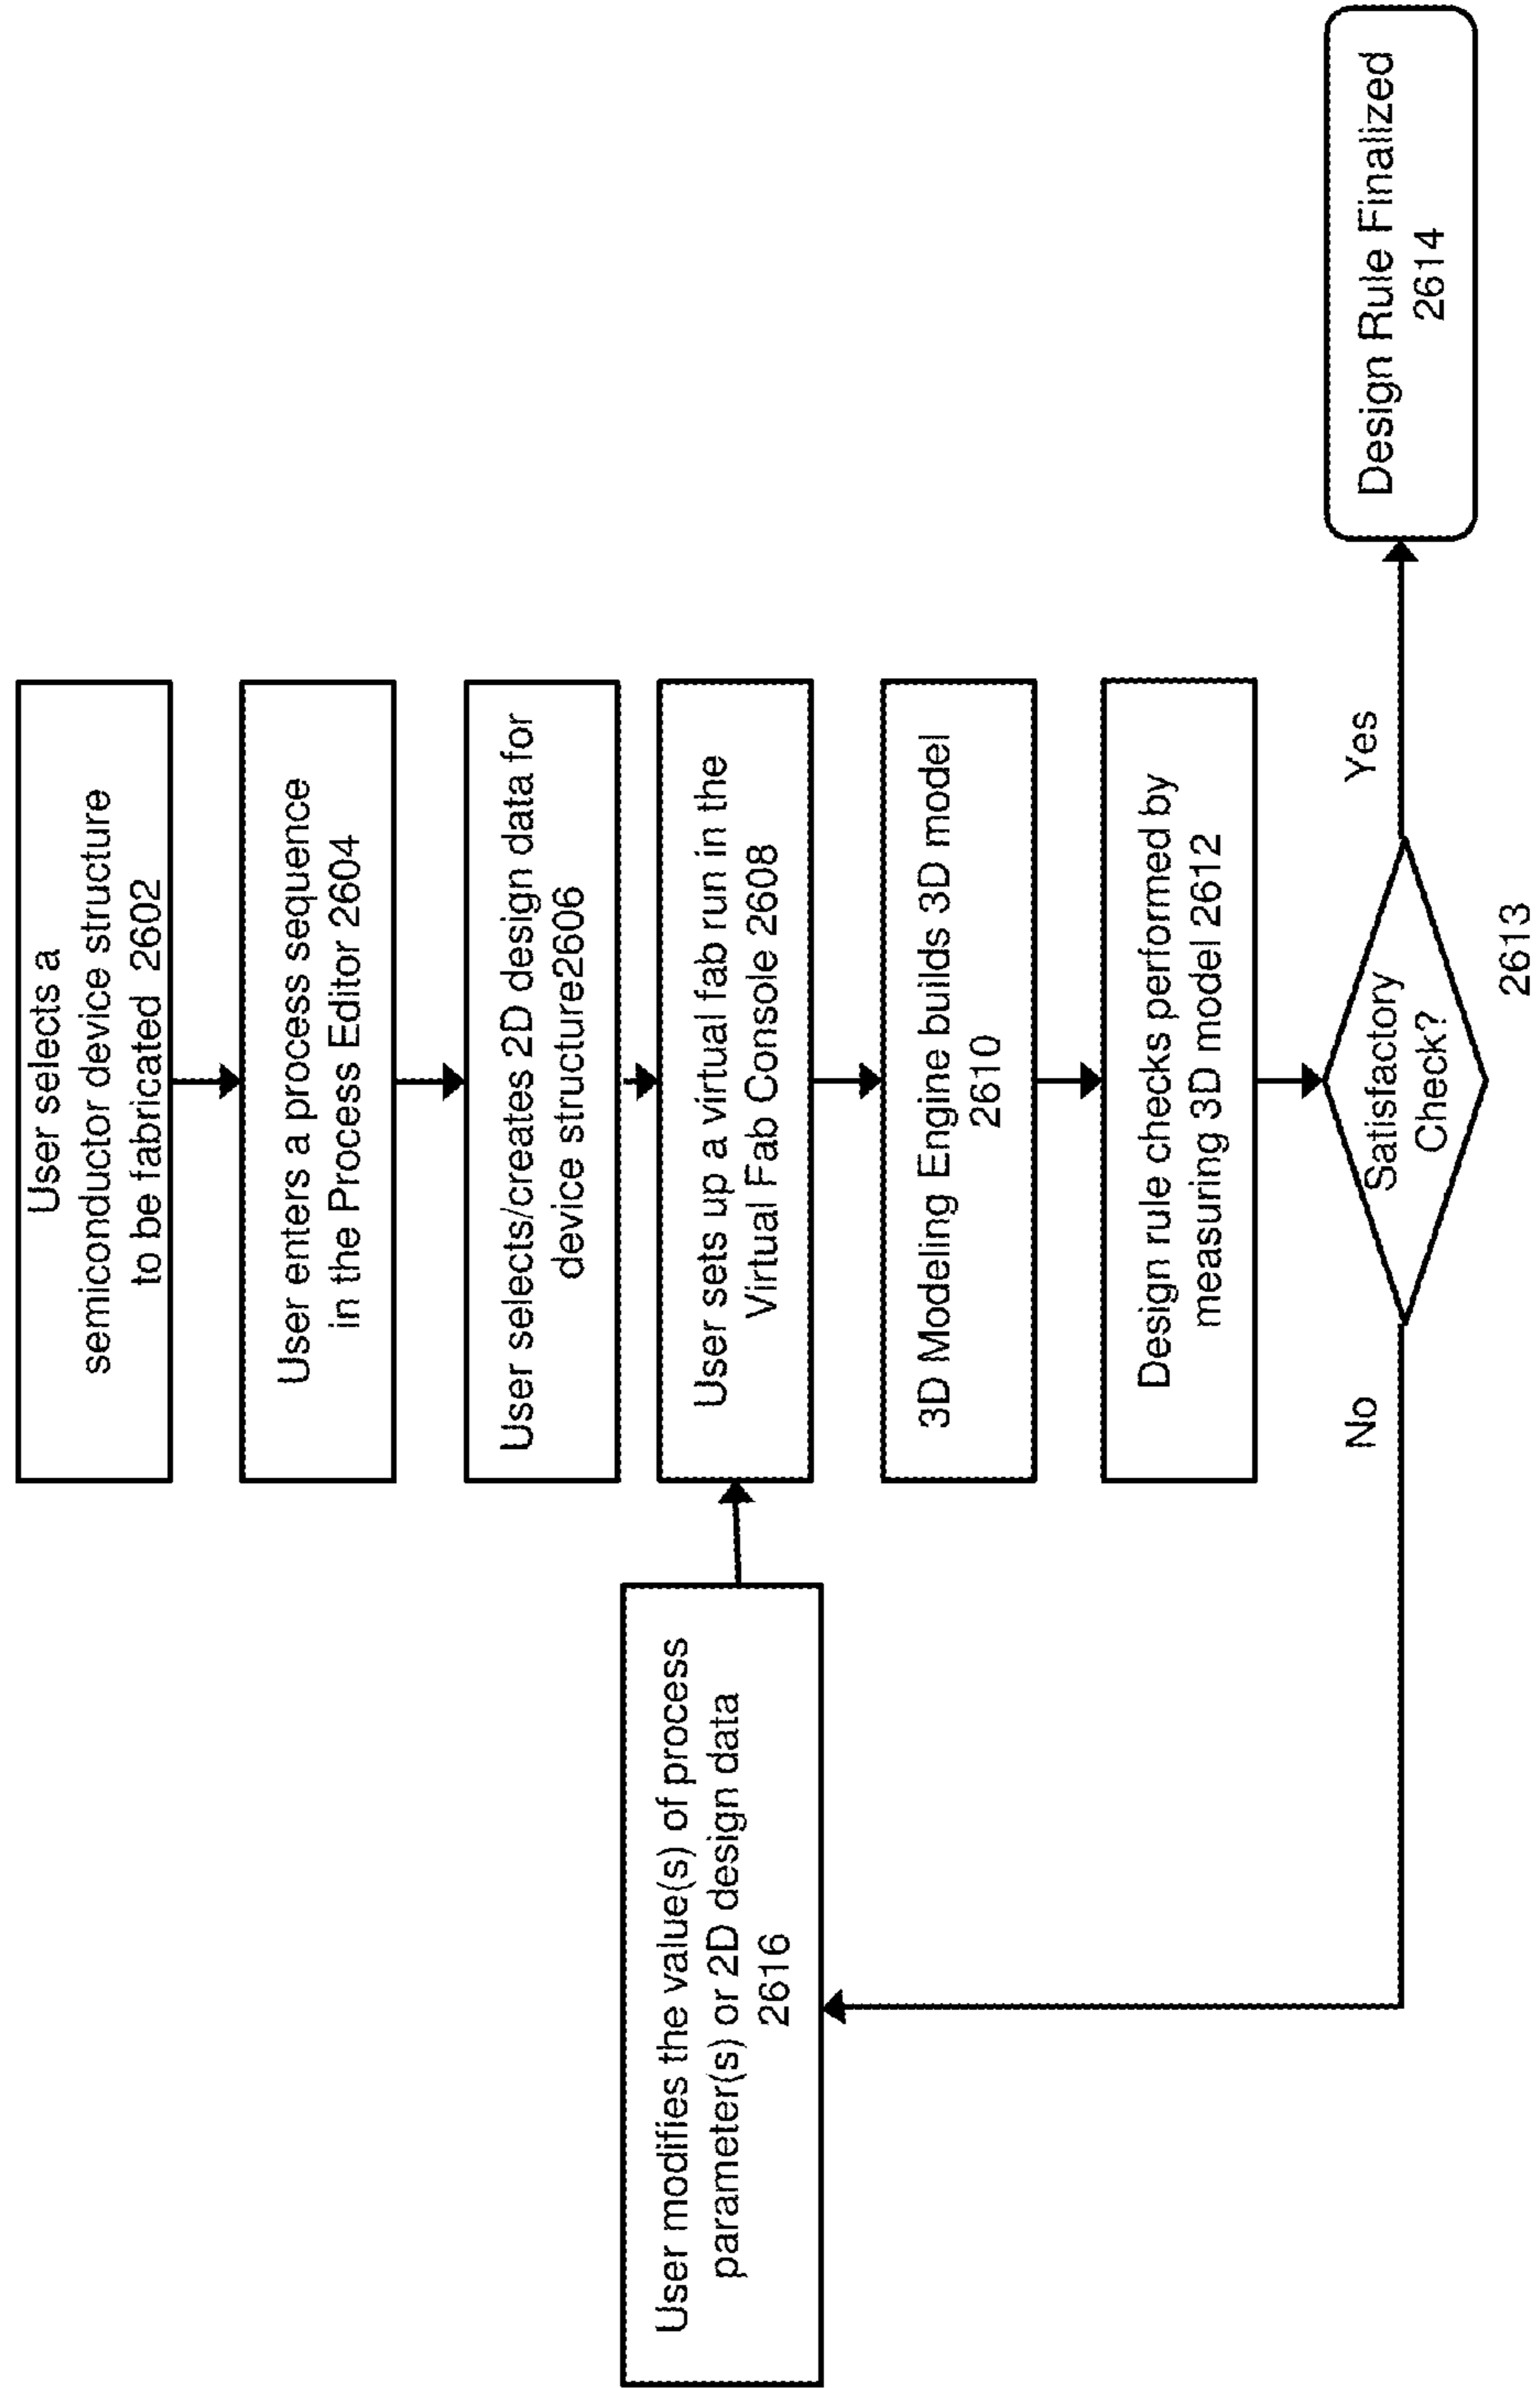 User selects a
semiconductor device structure
to be fabricated 2602
User enters a process sequence
in the Process Editor 2604
User selects/creates 2D design data for
device structure2606
User sets up a virtual fab run in the
Virtual Fab Console 2608
3D Modeling Engine builds 3D model
2610
Design rule checks performed by
measuring 3D model 2612
Satisfactory
Check?
2613
Yes
Design Rule Finalized
2614
No
User modifies the value(s) of process
parameter(s) or 2D design data
2616